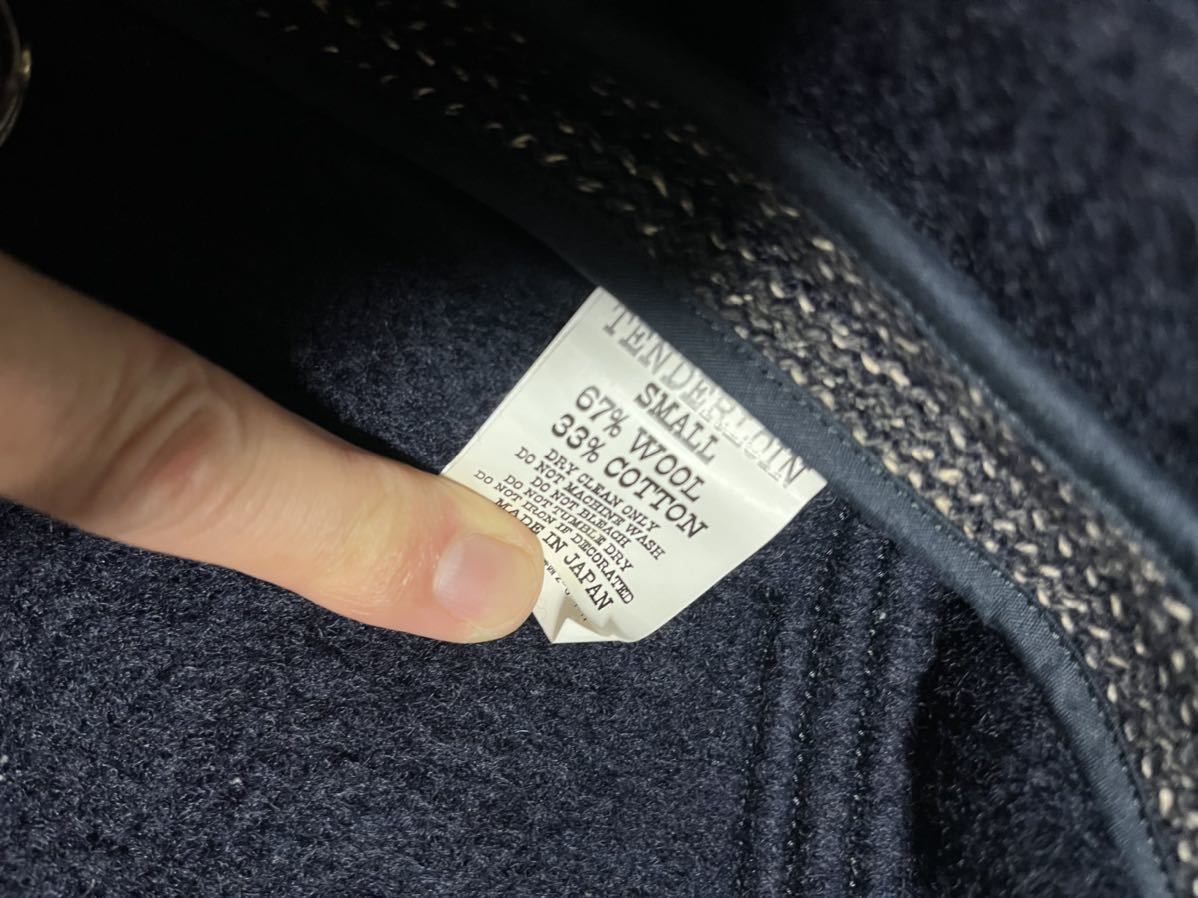 TENDERLOIN
SMALL
67% WOOL
33% COTTON
DRY CLEAN ONLY
DO NOT MACHINE WASH
DO NOT BLENCH
DO NOT TUMBLE DRY
DO NOT IRON IF DECORATED
MADE IN JAPAN